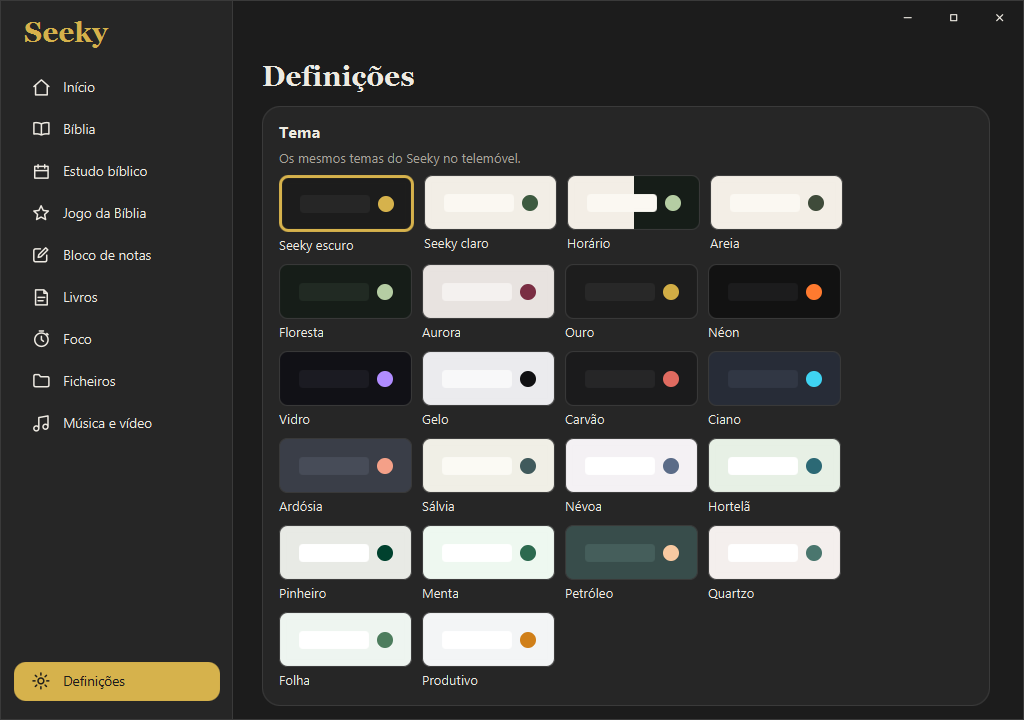 Seeky
Início
Bíblia
Estudo bíblico
Jogo da Bíblia
Bloco de notas
Livros
Foco
Ficheiros
Música e vídeo
Definições
Definições
Tema
Os mesmos temas do Seeky no telemóvel.
Seeky escuro
Seeky claro
Horário
Areia
Floresta
Aurora
Ouro
Néon
Vidro
Gelo
Carvão
Ciano
Ardósia
Sálvia
Névoa
Hortelã
Pinheiro
Menta
Petróleo
Quartzo
Folha
Produtivo